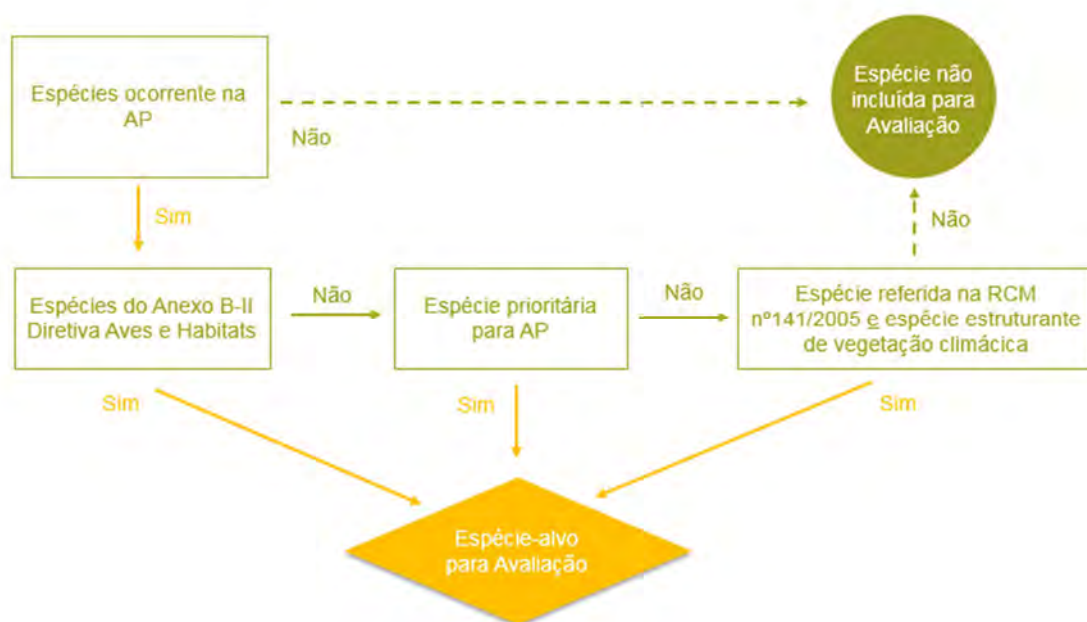 Espécies ocorrente na
AP
Não
Espécie não
incluída para
Avaliação
Sim
Não
Espécies do Anexo B-II
Diretiva Aves e Habitats
Não
Espécie prioritária
para AP
Não
Espécie referida na RCM
nº141/2005 e espécie estruturante
de vegetação climácica
Sim
Sim
Sim
Espécie-alvo
para Avaliação